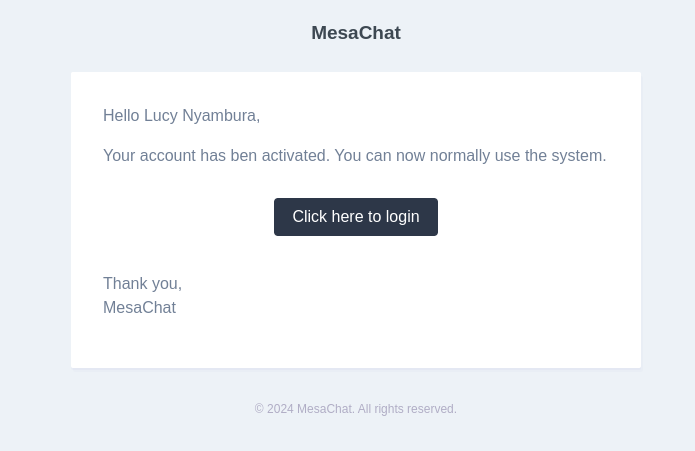 MesaChat
Hello Lucy Nyambura,
Your account has ben activated. You can now normally use the system.
Click here to login
Thank you,
MesaChat
© 2024 MesaChat. All rights reserved.